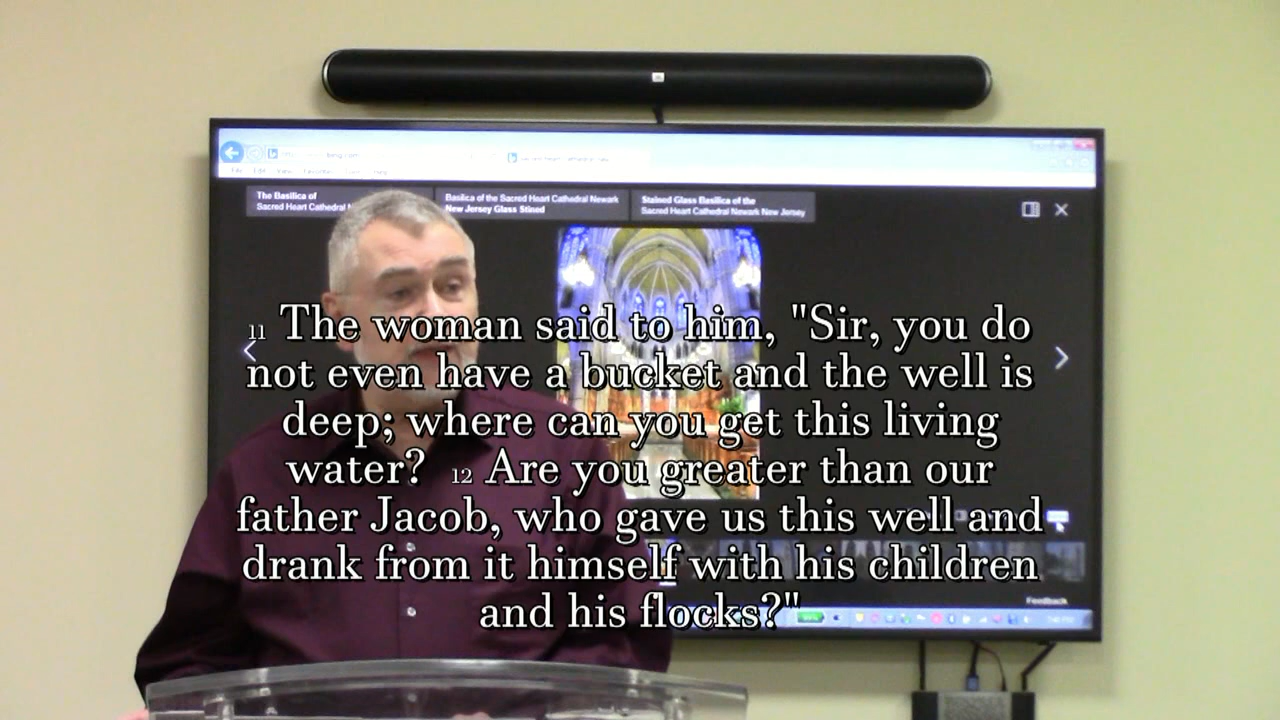 bing.com
The Basilica of
Sacred Heart Cathedral N
Basilica of the Sacred Heart Cathedral Newark
New Jersey Glass Stined
Stained Glass Basilica of the
Sacred Heart Cathedral Newark New Jersey
11 The woman said to him, "Sir, you do
not even have a bucket and the well is
deep; where can you get this living
water? 12 Are you greater than our
father Jacob, who gave us this well and
drank from it himself with his children
and his flocks?"
Feedback